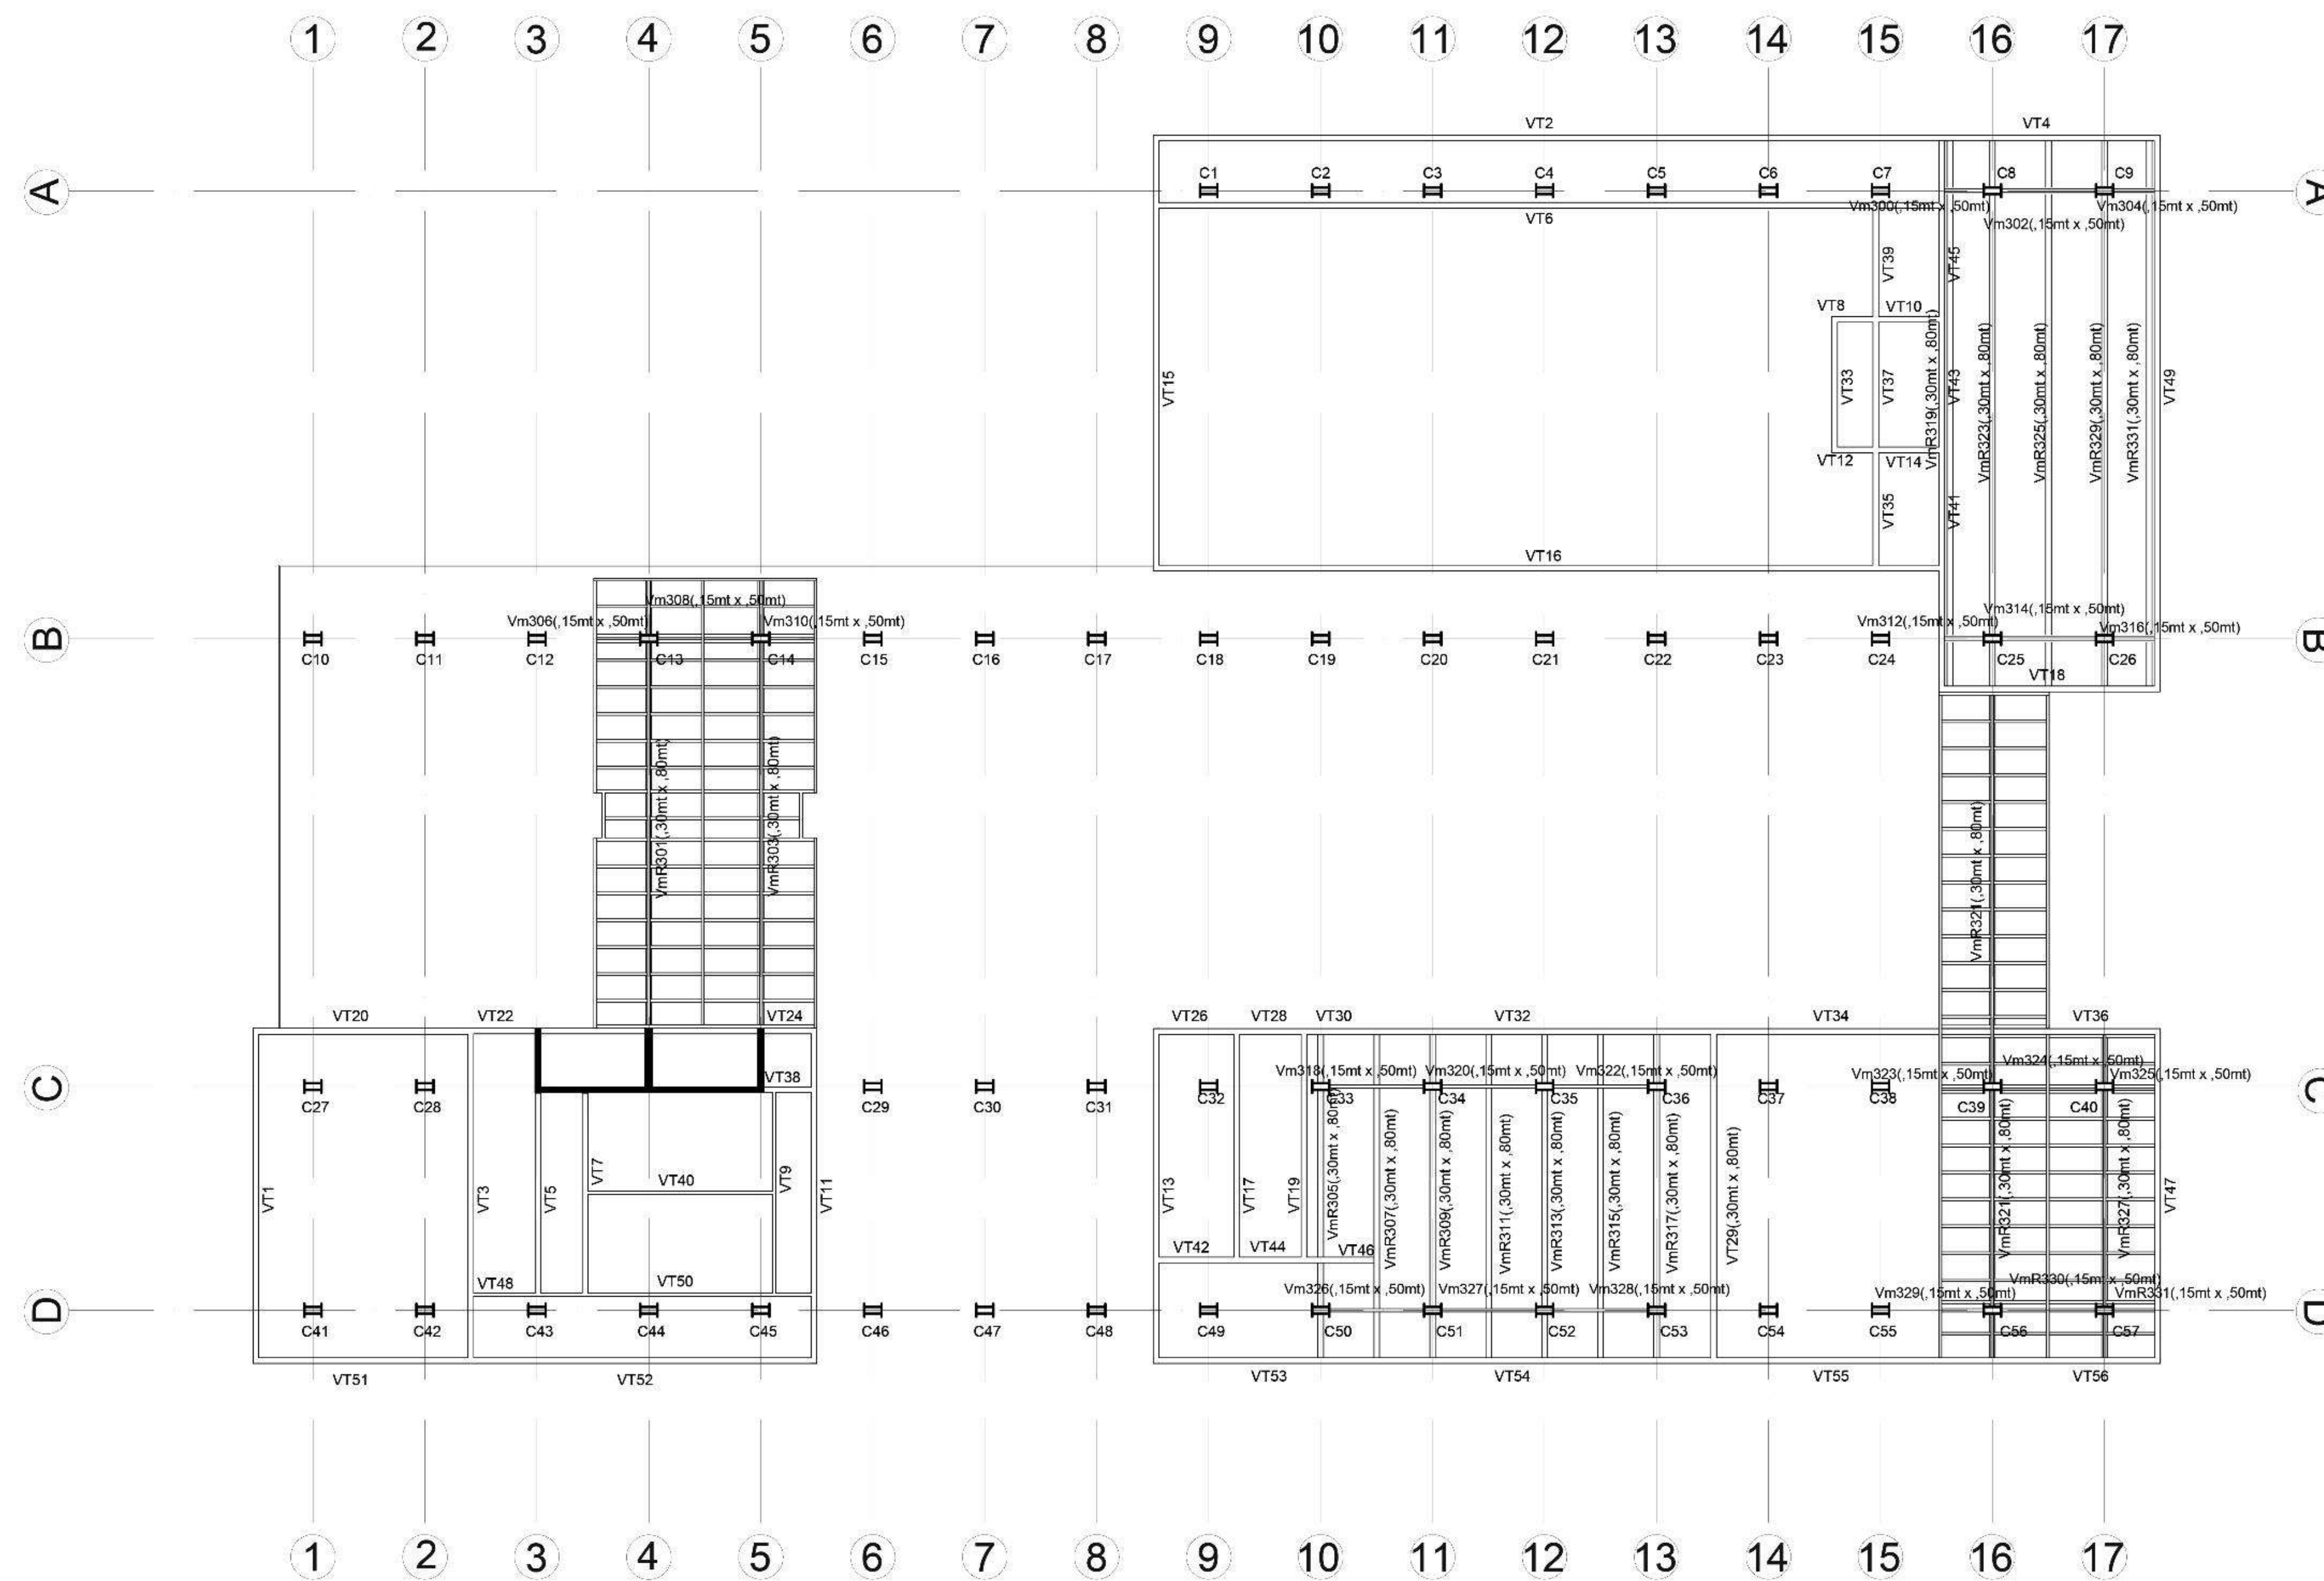 1 2 3 4 5 6 7 8 9 10 11 12 13 14 15 16 17
VT2 VT4
A C1 C2 C3 C4 C5 C6 C7 C8 C9 A
Vm300(,15mt x ,50mt) Vm304(,15mt x ,50mt)
VT6 Vm302(,15mt x ,50mt)
VT39 VT45
VT8 VT10
VT15 VT33 VT37 VmR319(,30mt x ,80mt) VT43 VmR323(,30mt x ,80mt) VmR325(,30mt x ,80mt) VmR329(,30mt x ,80mt) VmR331(,30mt x ,80mt) VT49
VT12 VT14
VT35 VT41
VT16
Vm308(,15mt x ,50mt) Vm314(,15mt x ,50mt)
Vm306(,15mt x ,50mt) Vm310(,15mt x ,50mt) Vm312(,15mt x ,50mt) Vm316(,15mt x ,50mt)
B B
C10 C11 C12 C13 C14 C15 C16 C17 C18 C19 C20 C21 C22 C23 C24 C25 C26
VT18
VmR301(,30mt x ,80mt) VmR303(,30mt x ,80mt) VmR321(,30mt x ,80mt)
VT20 VT22 VT24 VT26 VT28 VT30 VT32 VT34 VT36
Vm324(,15mt x ,50mt)
VT38 Vm318(,15mt x ,50mt) Vm320(,15mt x ,50mt) Vm322(,15mt x ,50mt) Vm323(,15mt x ,50mt) Vm325(,15mt x ,50mt)
C C
C27 C28 C29 C30 C31 C32 C33 C34 C35 C36 C37 C38 C39 C40
VT1 VT3 VT5 VT7 VT40 VT9 VT11 VT13 VT17 VT19 VmR305(,30mt x ,80mt) VmR307(,30mt x ,80mt) VmR309(,30mt x ,80mt) VmR311(,30mt x ,80mt) VmR313(,30mt x ,80mt) VmR315(,30mt x ,80mt) VmR317(,30mt x ,80mt) VT29(,30mt x ,80mt) VmR321(,30mt x ,80mt) VmR327(,30mt x ,80mt) VT47
VT42 VT44 VT46
VT48 VT50 Vm326(,15mt x ,50mt) Vm327(,15mt x ,50mt) Vm328(,15mt x ,50mt) Vm329(,15mt x ,50mt) VmR330(,15mt x ,50mt) VmR331(,15mt x ,50mt)
D D
C41 C42 C43 C44 C45 C46 C47 C48 C49 C50 C51 C52 C53 C54 C55 C56 C57
VT51 VT52 VT53 VT54 VT55 VT56
1 2 3 4 5 6 7 8 9 10 11 12 13 14 15 16 17